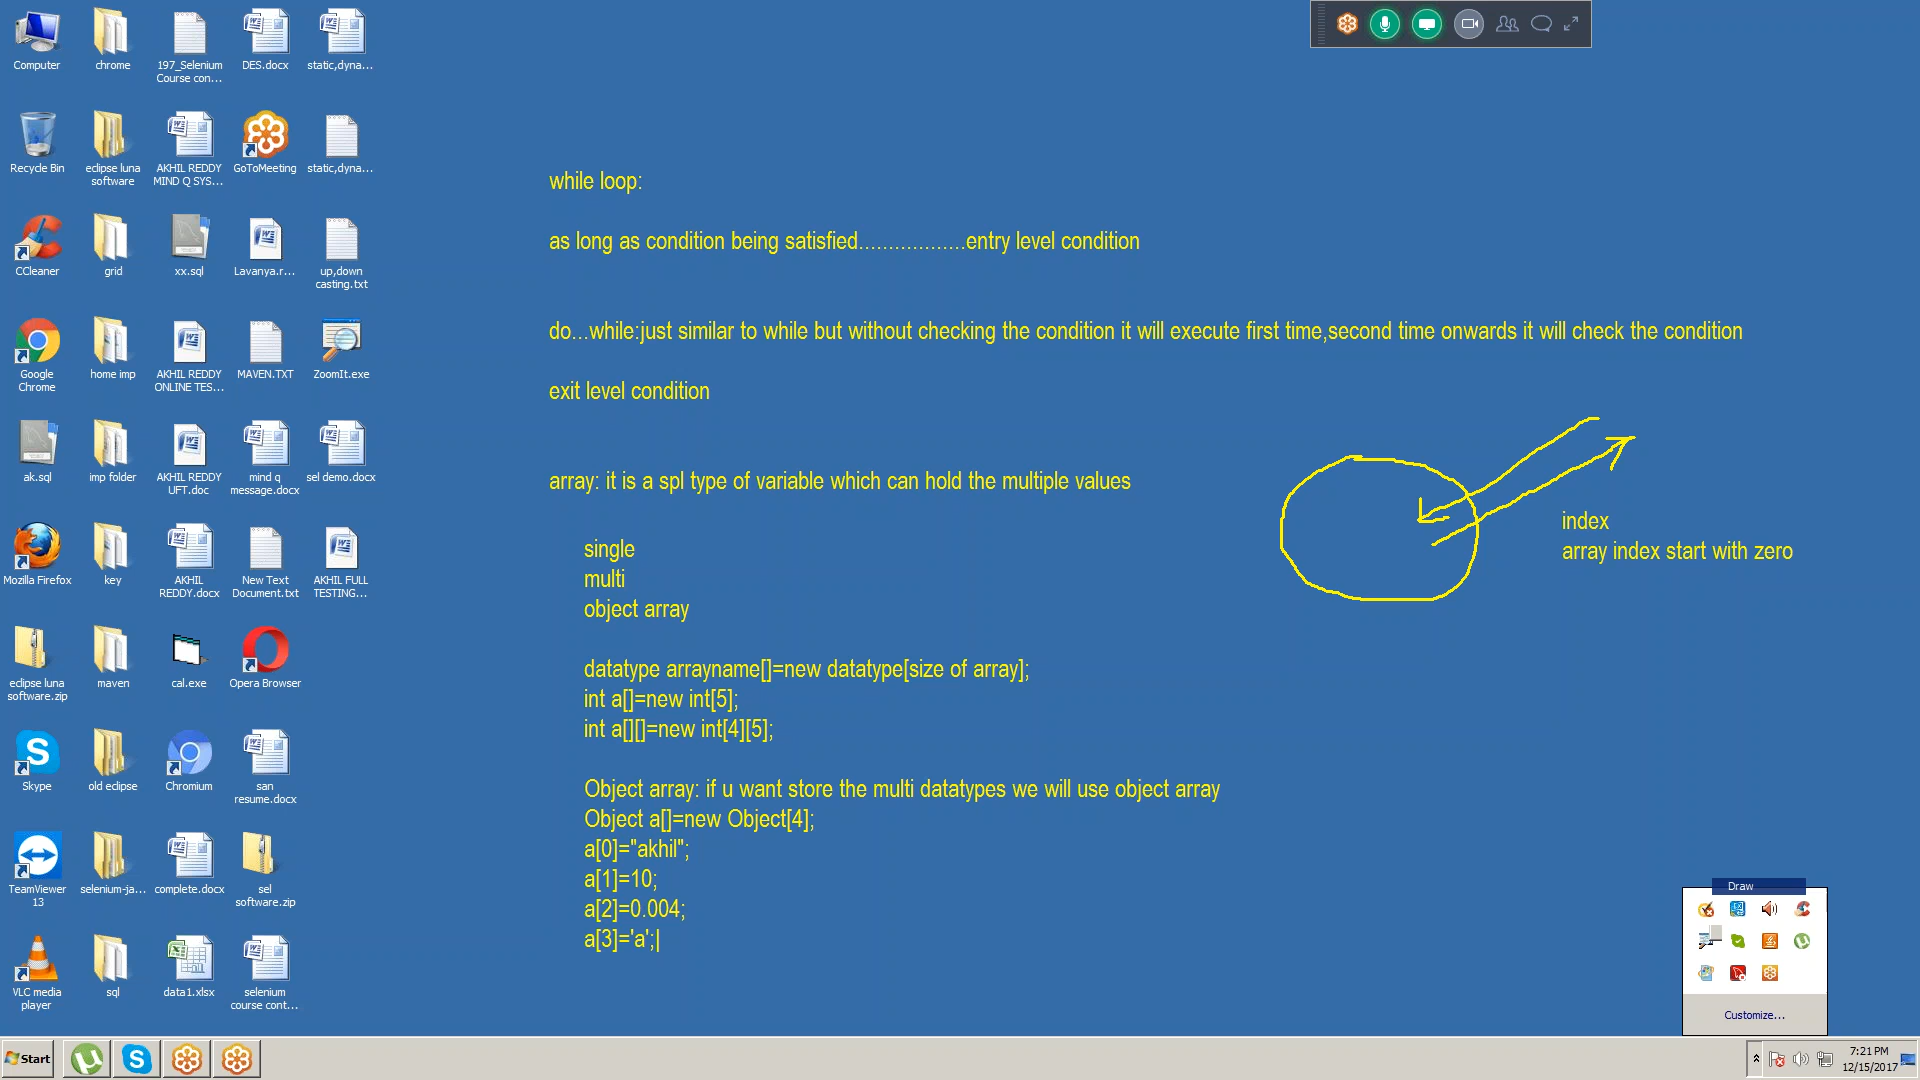 Computer
chrome
197_Selenium
Course con...
DES.docx
static,dyna...
Recycle Bin
eclipse luna
software
AKHIL REDDY
MIND Q SYS...
GoToMeeting
static,dyna...
CCleaner
grid
xx.sql
Lavanya.r...
up,down
casting.txt
Google
Chrome
home imp
AKHIL REDDY
ONLINE TES...
MAVEN.TXT
ZoomIt.exe
ak.sql
imp folder
AKHIL REDDY
UFT.doc
mind q
message.docx
sel demo.docx
Mozilla Firefox
key
AKHIL
REDDY.docx
New Text
Document.txt
AKHIL FULL
TESTING...
eclipse luna
software.zip
maven
cal.exe
Opera Browser
Skype
old eclipse
Chromium
san
resume.docx
TeamViewer
13
selenium-ja...
complete.docx
sel
software.zip
VLC media
player
sql
data1.xlsx
selenium
course cont...
while loop:
as long as condition being satisfied..................entry level condition
do...while:just similar to while but without checking the condition it will execute first time,second time onwards it will check the condition
exit level condition
array: it is a spl type of variable which can hold the multiple values
index
array index start with zero
single
multi
object array
datatype arrayname[]=new datatype[size of array];
int a[]=new int[5];
int a[][]=new int[4][5];
Object array: if u want store the multi datatypes we will use object array
Object a[]=new Object[4];
a[0]="akhil";
a[1]=10;
a[2]=0.004;
a[3]='a';
Draw
Customize...
Start
7:21 PM
12/15/2017